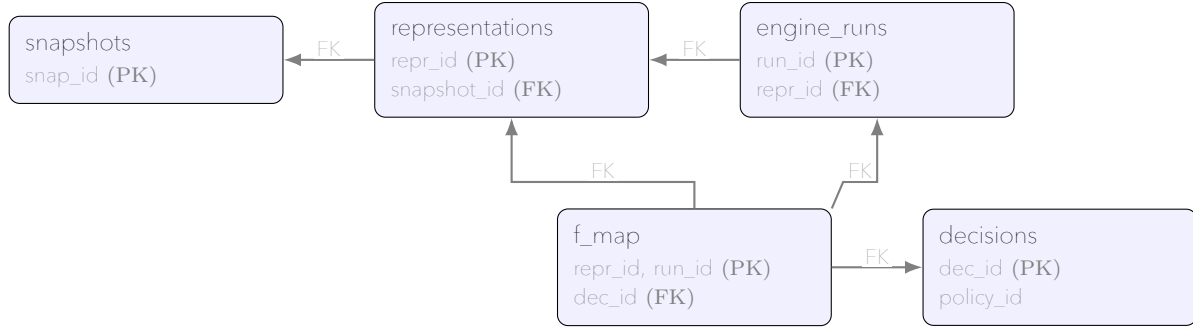 snapshots
snap_id (PK)
FK
representations
repr_id (PK)
snapshot_id (FK)
FK
engine_runs
run_id (PK)
repr_id (FK)
FK
FK
f_map
repr_id, run_id (PK)
dec_id (FK)
FK
decisions
dec_id (PK)
policy_id